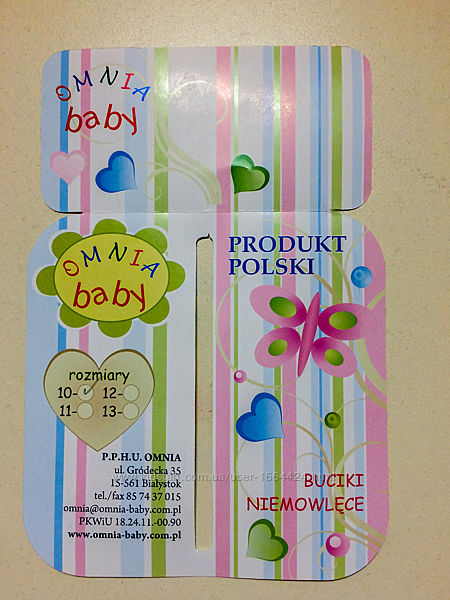 OMNIA
baby
OMNIA
baby
rozmiary
10- 12-
11- 13-
P.P.H.U. OMNIA
ul. Gródecka 35
15-561 Białystok
tel./fax 85 74 37 015
omnia@omnia-baby.com.pl
PKWiU 18.24.11.-00.90
www.omnia-baby.com.pl
PRODUKT
POLSKI
BUCIKI
NIEMOWLĘCE